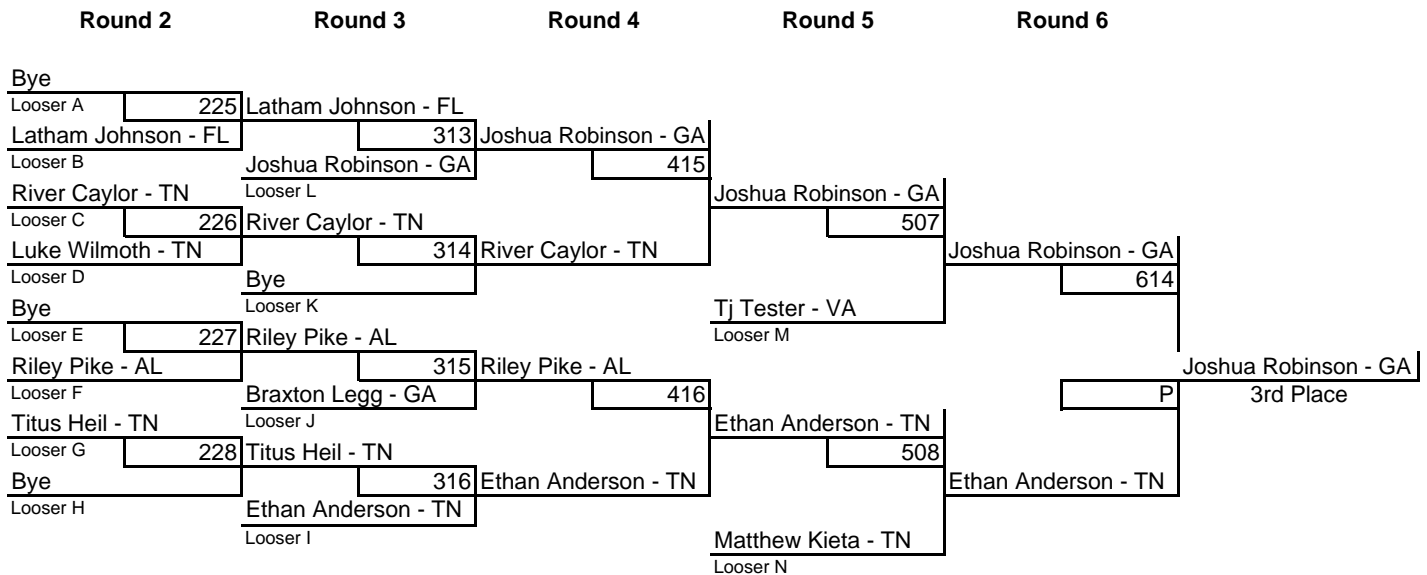 Round 2 Round 3 Round 4 Round 5 Round 6
Bye
Looser A 225 Latham Johnson - FL
Latham Johnson - FL 313 Joshua Robinson - GA
Looser B Joshua Robinson - GA 415
River Caylor - TN Looser L Joshua Robinson - GA
Looser C 226 River Caylor - TN 507
Luke Wilmoth - TN 314 River Caylor - TN Joshua Robinson - GA
Looser D Bye 614
Bye Looser K Tj Tester - VA
Looser E 227 Riley Pike - AL Looser M
Riley Pike - AL 315 Riley Pike - AL Joshua Robinson - GA
Looser F Braxton Legg - GA 416 P 3rd Place
Titus Heil - TN Looser J Ethan Anderson - TN
Looser G 228 Titus Heil - TN 508
Bye 316 Ethan Anderson - TN Ethan Anderson - TN
Looser H Ethan Anderson - TN
Looser I Matthew Kieta - TN
Looser N